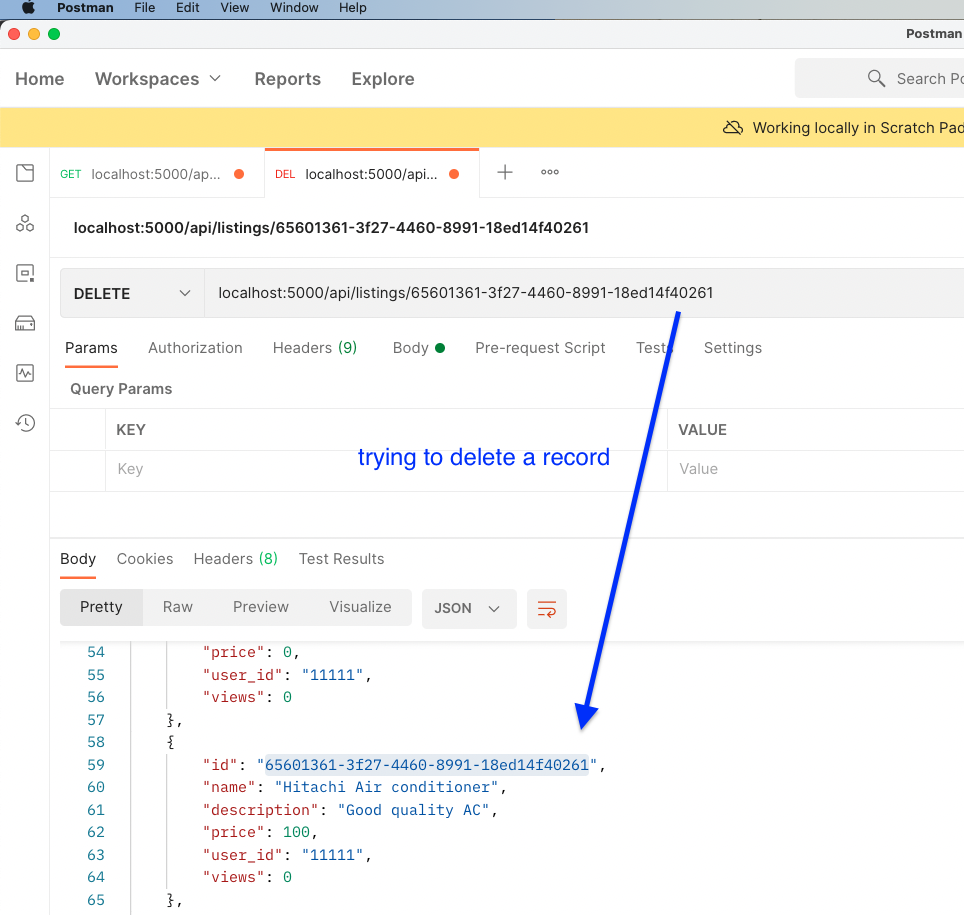 Postman File Edit View Window Help
Postman
Home Workspaces Reports Explore Search Po
Working locally in Scratch Pad
GET localhost:5000/ap... DEL localhost:5000/api...
localhost:5000/api/listings/65601361-3f27-4460-8991-18ed14f40261
DELETE localhost:5000/api/listings/65601361-3f27-4460-8991-18ed14f40261
Params Authorization Headers (9) Body Pre-request Script Tests Settings
Query Params
KEY VALUE
trying to delete a record
Key Value
Body Cookies Headers (8) Test Results
Pretty Raw Preview Visualize JSON
54 "price": 0,
55 "user_id": "11111",
56 "views": 0
57 },
58 {
59 "id": "65601361-3f27-4460-8991-18ed14f40261",
60 "name": "Hitachi Air conditioner",
61 "description": "Good quality AC",
62 "price": 100,
63 "user_id": "11111",
64 "views": 0
65 },